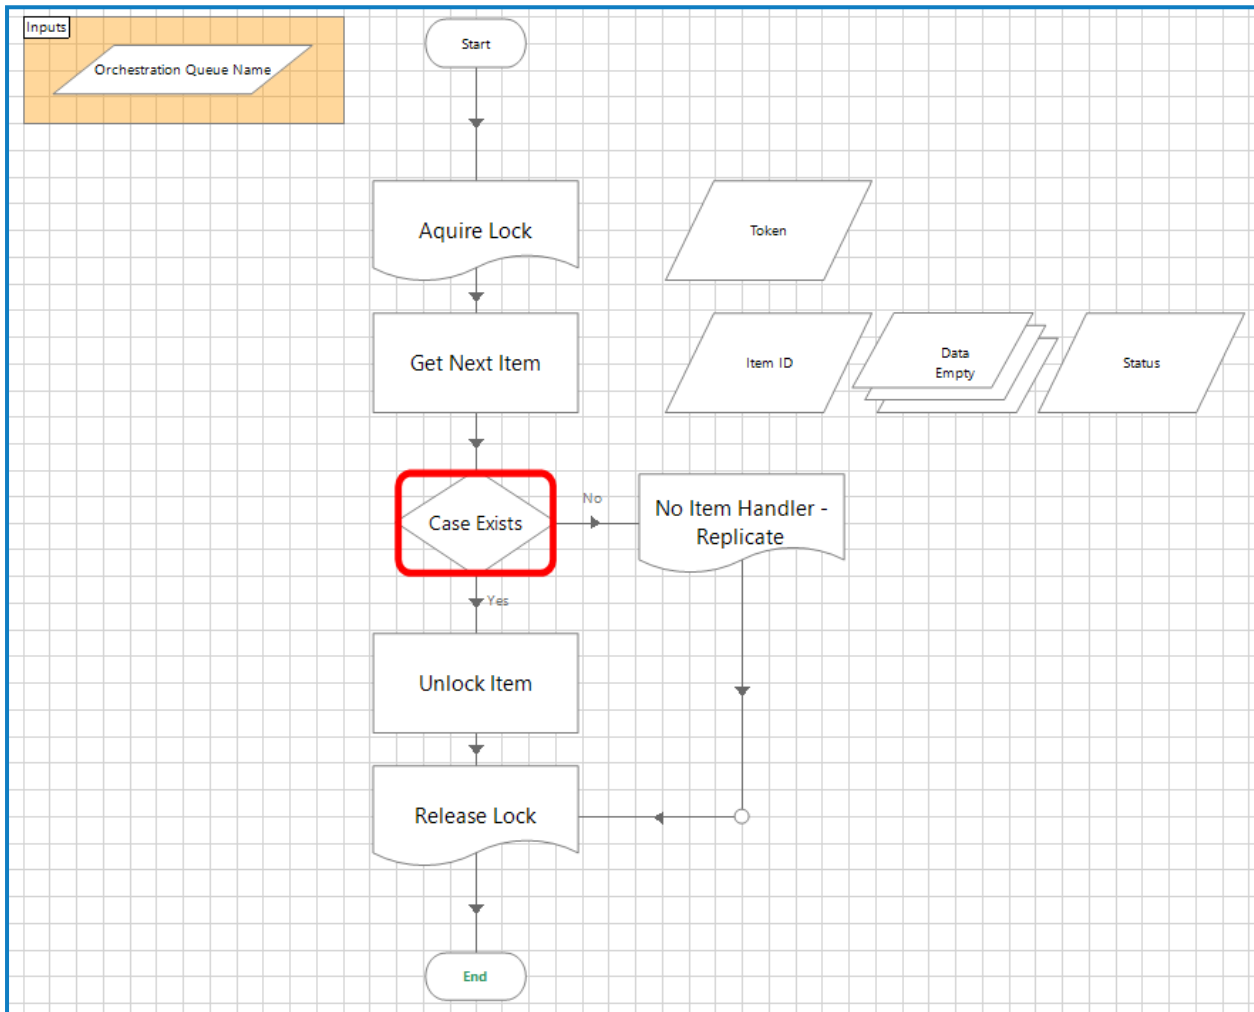 Inputs
Start
Orchestration Queue Name
Aquire Lock
Token
Get Next Item
Item ID
Data
Empty
Status
Case Exists
No
No Item Handler -
Replicate
Yes
Unlock Item
Release Lock
End